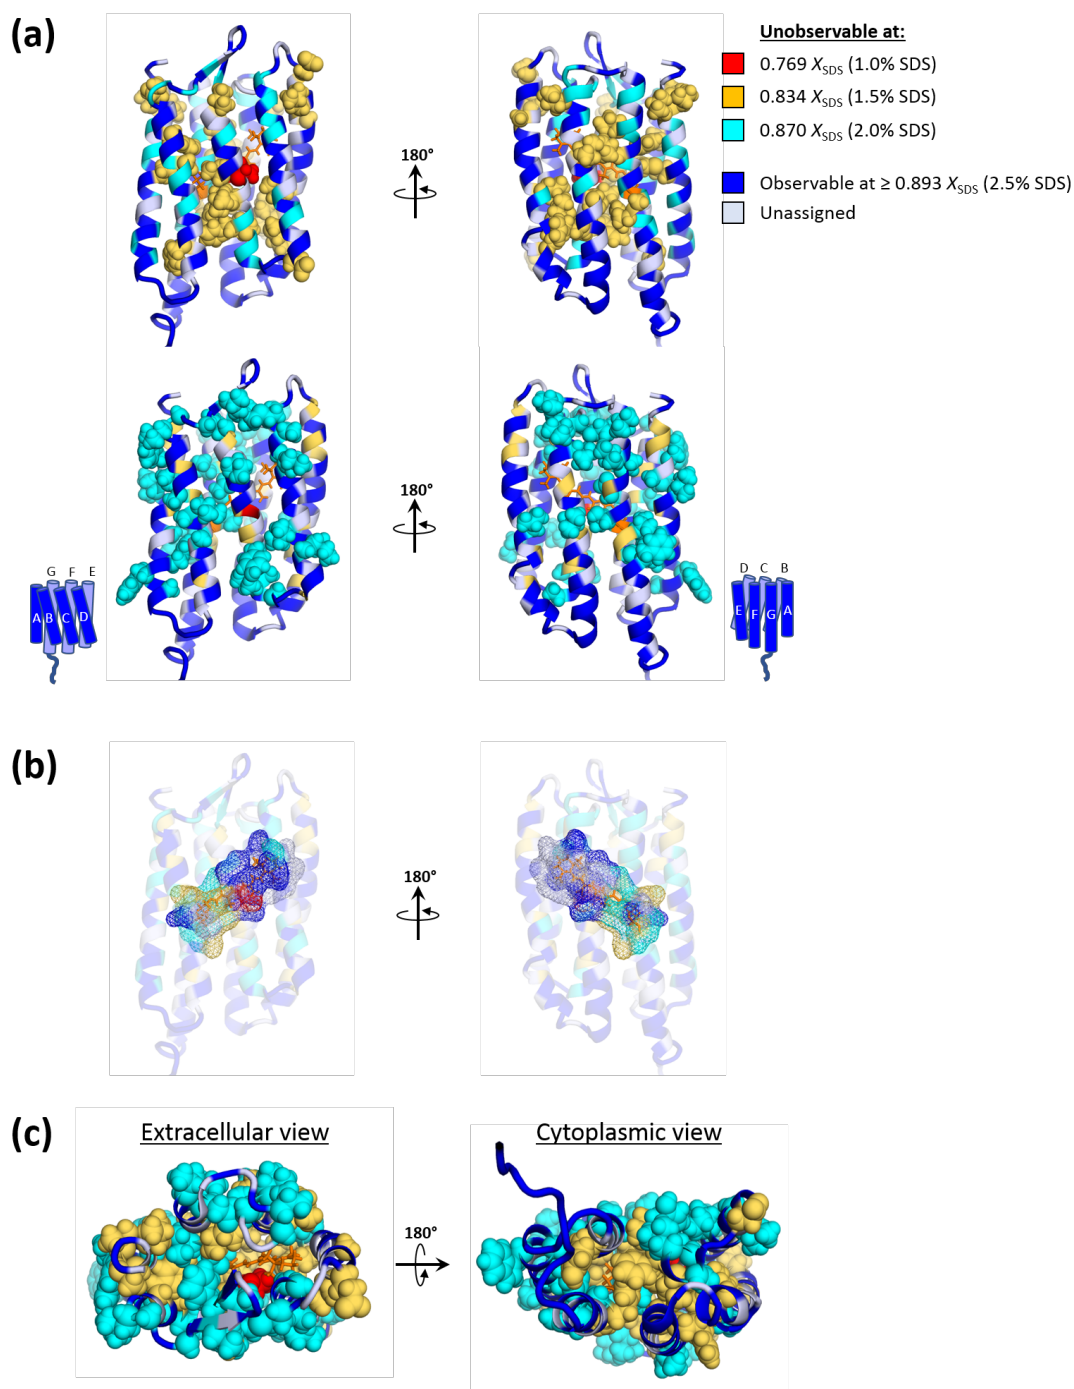 (a)
Unobservable at:
0.769 XSDS (1.0% SDS)
0.834 XSDS (1.5% SDS)
0.870 XSDS (2.0% SDS)
Observable at ≥ 0.893 XSDS (2.5% SDS)
Unassigned
180°
180°
G F E
A B C D
D C B
E F G A
(b)
180°
(c)
Extracellular view
Cytoplasmic view
180°